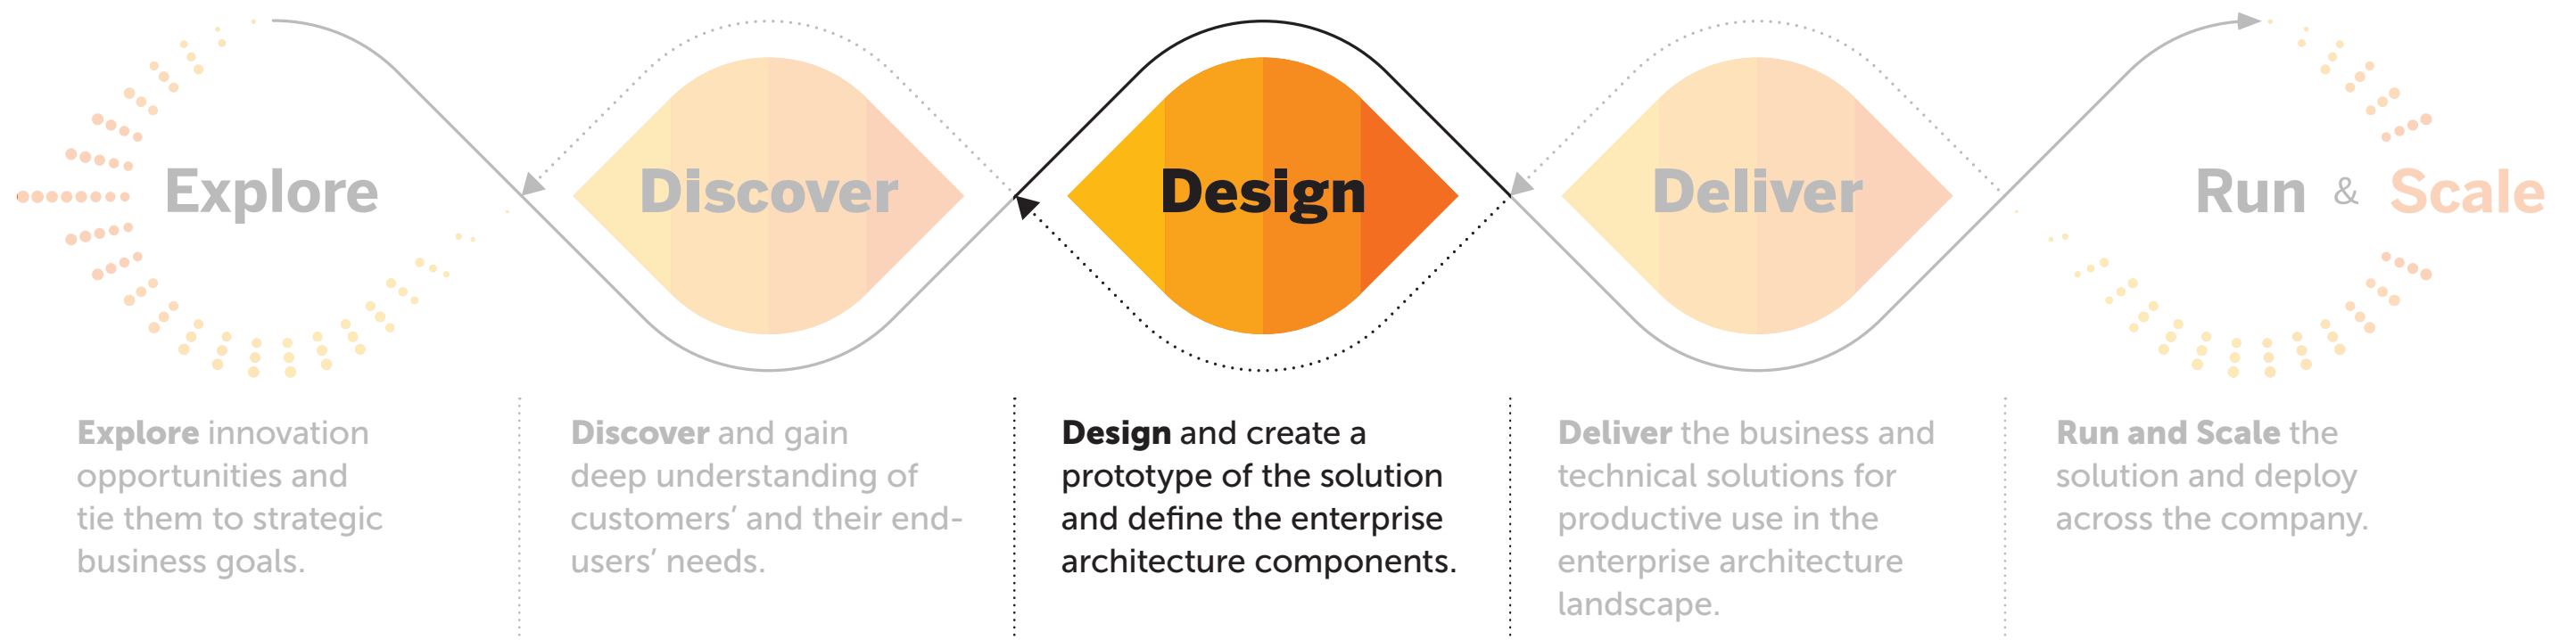 Explore
Discover
Design
Deliver
Run & Scale
Explore innovation
opportunities and
tie them to strategic
business goals.
Discover and gain
deep understanding of
customers’ and their end-
users’ needs.
Design and create a
prototype of the solution
and define the enterprise
architecture components.
Deliver the business and
technical solutions for
productive use in the
enterprise architecture
landscape.
Run and Scale the
solution and deploy
across the company.